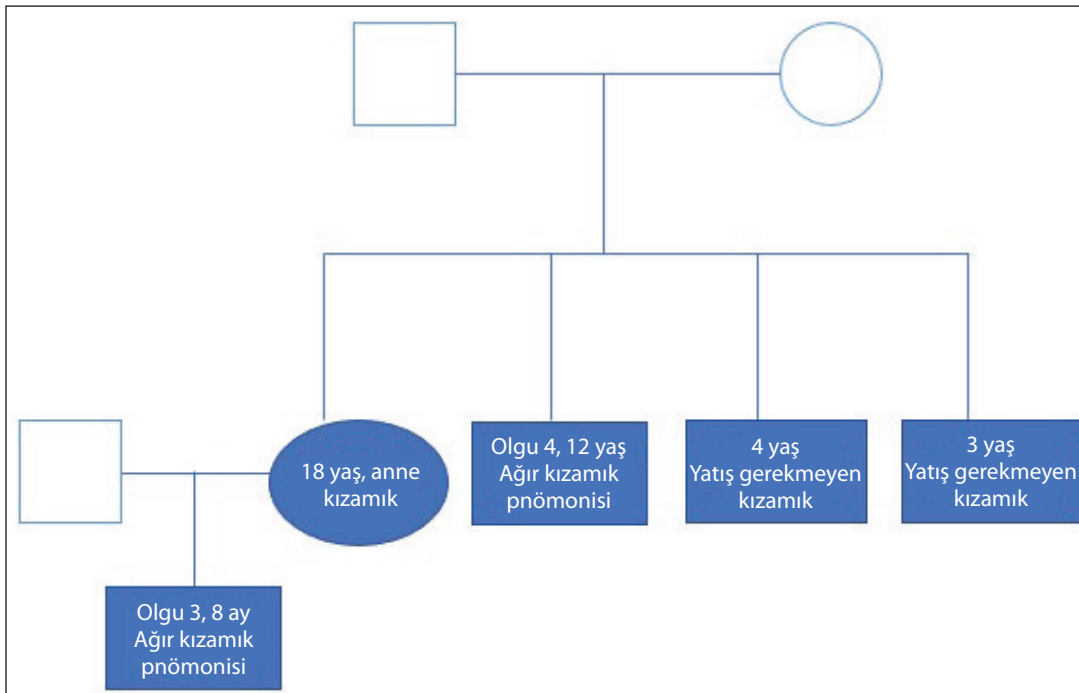 18 yaş, anne
kızamık
Olgu 4, 12 yaş
Ağır kızamık
pnömonisi
4 yaş
Yatış gerekmeyen
kızamık
3 yaş
Yatış gerekmeyen
kızamık
Olgu 3, 8 ay
Ağır kızamık
pnömonisi